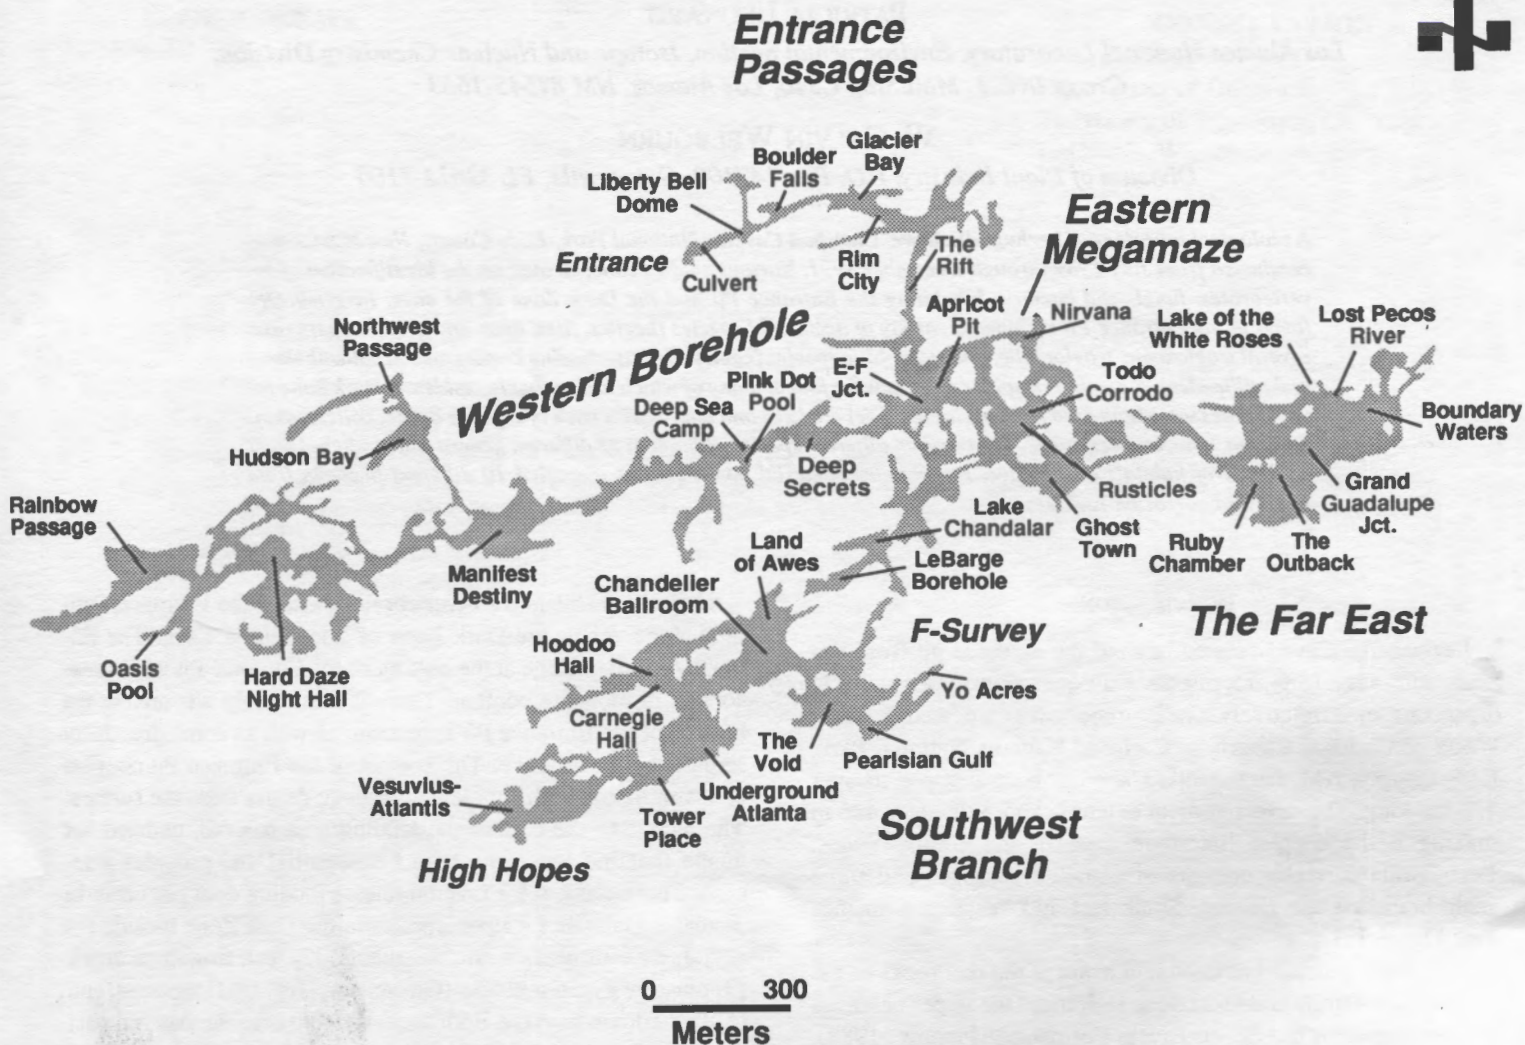 Entrance
Passages
Glacier
Bay
Boulder
Falls
Liberty Bell
Dome
Eastern
Megamaze
The
Rift
Rim
City
Entrance
Culvert
Apricot
Pit
Nirvana
Lake of the
White Roses
Lost Pecos
River
Northwest
Passage
Western Borehole
E-F
Jct.
Todo
Corrodo
Pink Dot
Pool
Deep Sea
Camp
Boundary
Waters
Hudson Bay
Deep
Secrets
Rusticles
Grand
Guadalupe
Jct.
Rainbow
Passage
Lake
Chandalar
Ghost
Town
Ruby
Chamber
The
Outback
Land
of Awes
LeBarge
Borehole
Manifest
Destiny
Chandelier
Ballroom
The Far East
F-Survey
Hoodoo
Hall
Oasis
Pool
Hard Daze
Night Hall
Yo Acres
Carnegie
Hall
The
Void
Pearlsian Gulf
Vesuvius-
Atlantis
Underground
Atlanta
Tower
Place
Southwest
Branch
High Hopes
0 300
Meters